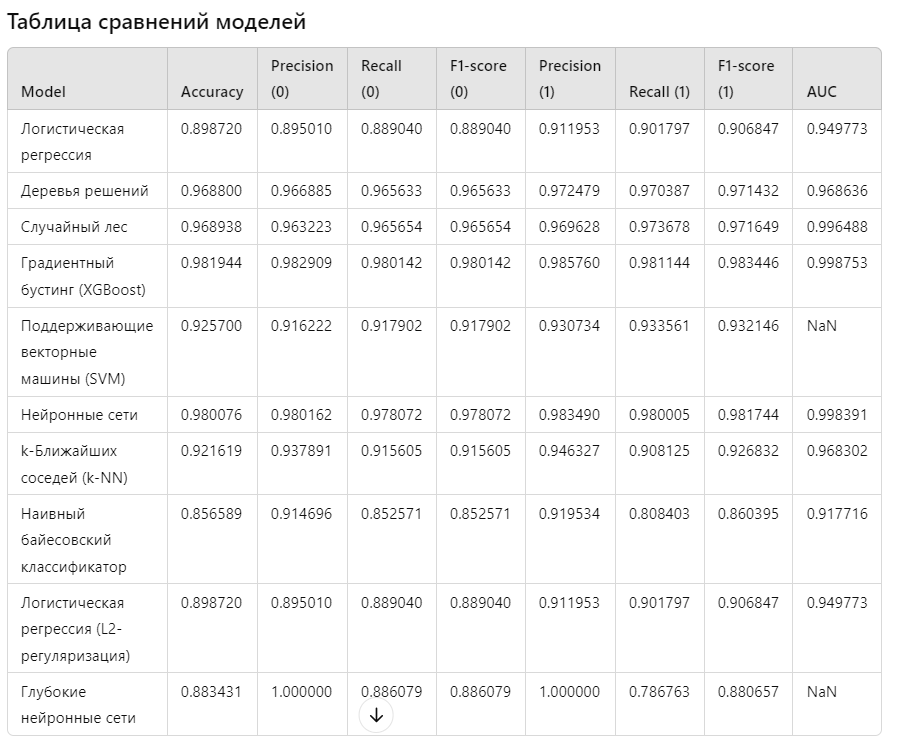 Таблица сравнений моделей
Model Accuracy Precision (0) Recall (0) F1-score (0) Precision (1) Recall (1) F1-score (1) AUC
Логистическая регрессия 0.898720 0.895010 0.889040 0.889040 0.911953 0.901797 0.906847 0.949773
Деревья решений 0.968800 0.966885 0.965633 0.965633 0.972479 0.970387 0.971432 0.968636
Случайный лес 0.968938 0.963223 0.965654 0.965654 0.969628 0.973678 0.971649 0.996488
Градиентный бустинг (XGBoost) 0.981944 0.982909 0.980142 0.980142 0.985760 0.981144 0.983446 0.998753
Поддерживающие векторные машины (SVM) 0.925700 0.916222 0.917902 0.917902 0.930734 0.933561 0.932146 NaN
Нейронные сети 0.980076 0.980162 0.978072 0.978072 0.983490 0.980005 0.981744 0.998391
k-Ближайших соседей (k-NN) 0.921619 0.937891 0.915605 0.915605 0.946327 0.908125 0.926832 0.968302
Наивный байесовский классификатор 0.856589 0.914696 0.852571 0.852571 0.919534 0.808403 0.860395 0.917716
Логистическая регрессия (L2-регуляризация) 0.898720 0.895010 0.889040 0.889040 0.911953 0.901797 0.906847 0.949773
Глубокие нейронные сети 0.883431 1.000000 0.886079 0.886079 1.000000 0.786763 0.880657 NaN